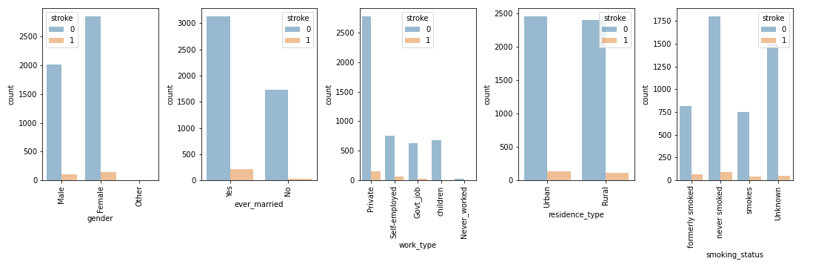 stroke
0
1
count
2500
2000
1500
1000
500
0
Male
Female
Other
gender
stroke
0
1
count
3000
2500
2000
1500
1000
500
0
Yes
No
ever_married
stroke
0
1
count
2500
2000
1500
1000
500
0
Private
Self-employed
Govt_job
children
Never_worked
work_type
stroke
0
1
count
2500
2000
1500
1000
500
0
Urban
Rural
residence_type
stroke
0
1
count
1750
1500
1250
1000
750
500
250
0
formerly smoked
never smoked
smokes
Unknown
smoking_status